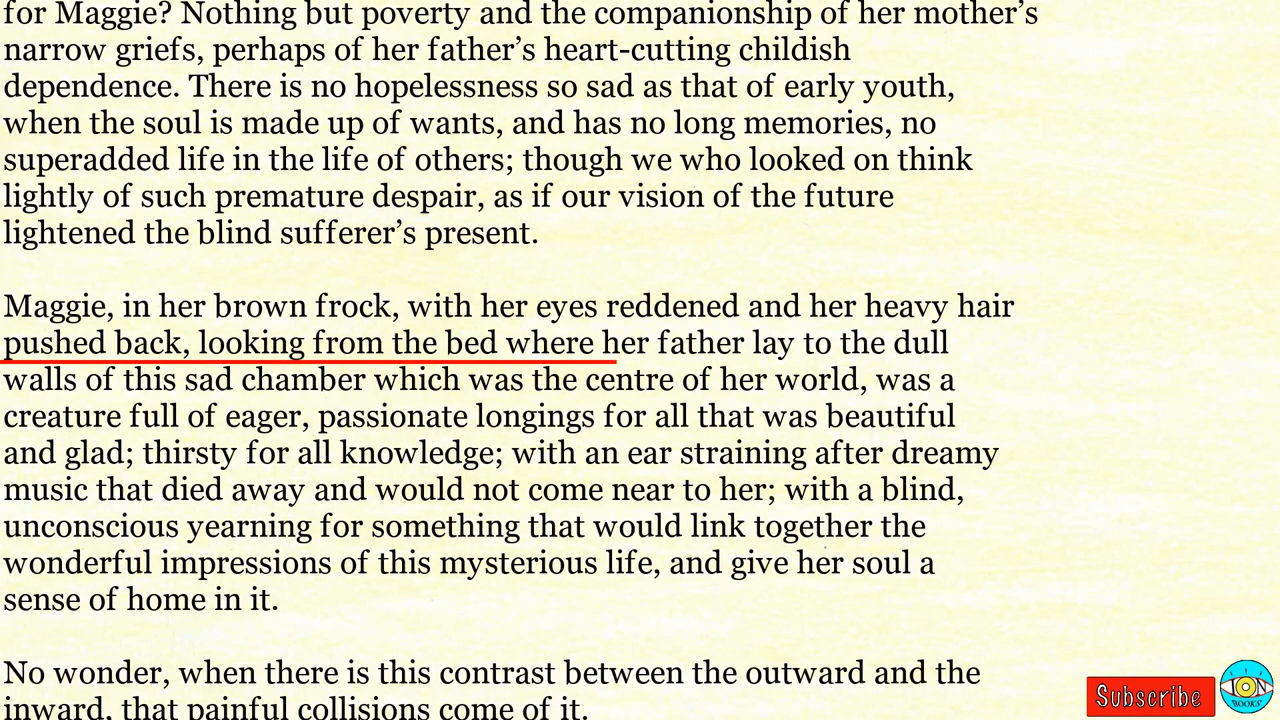 for Maggie? Nothing but poverty and the companionship of her mother’s
narrow griefs, perhaps of her father’s heart-cutting childish
dependence. There is no hopelessness so sad as that of early youth,
when the soul is made up of wants, and has no long memories, no
superadded life in the life of others; though we who looked on think
lightly of such premature despair, as if our vision of the future
lightened the blind sufferer’s present.
Maggie, in her brown frock, with her eyes reddened and her heavy hair
pushed back, looking from the bed where her father lay to the dull
walls of this sad chamber which was the centre of her world, was a
creature full of eager, passionate longings for all that was beautiful
and glad; thirsty for all knowledge; with an ear straining after dreamy
music that died away and would not come near to her; with a blind,
unconscious yearning for something that would link together the
wonderful impressions of this mysterious life, and give her soul a
sense of home in it.
No wonder, when there is this contrast between the outward and the
inward, that painful collisions come of it.
Subscribe
ION
BOOKS